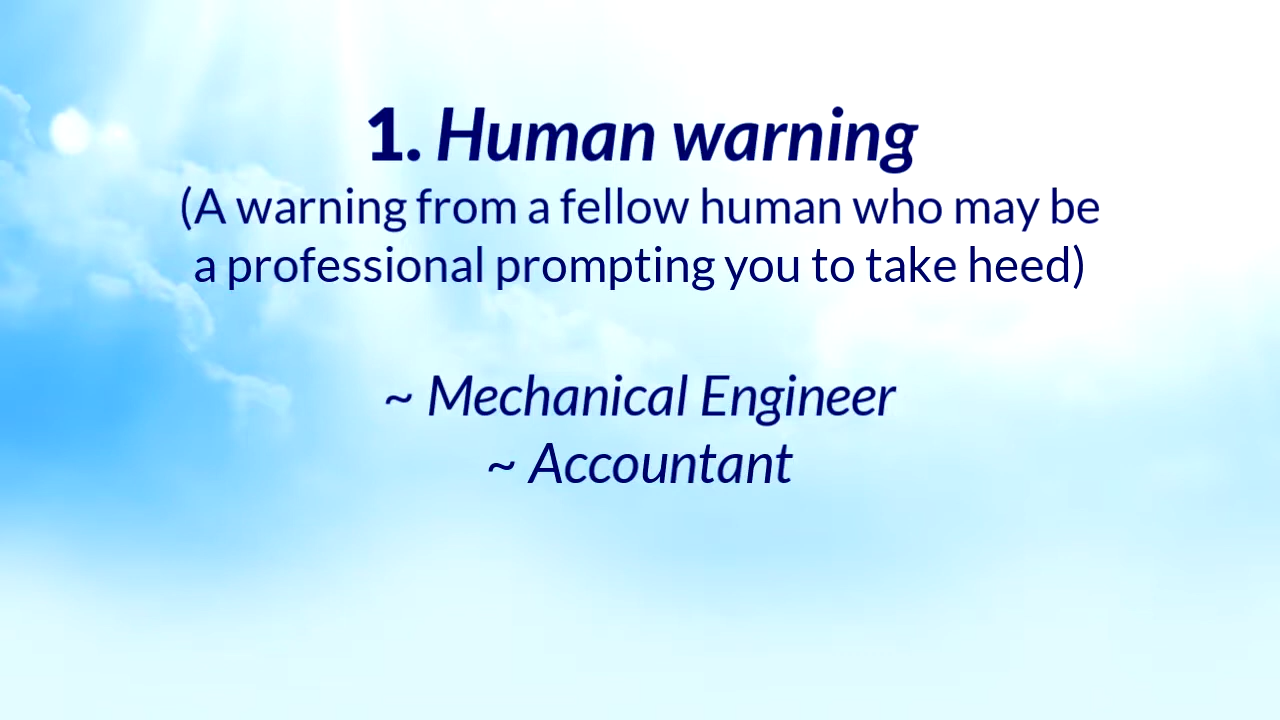 1. Human warning
(A warning from a fellow human who may be
a professional prompting you to take heed)
~ Mechanical Engineer
~ Accountant